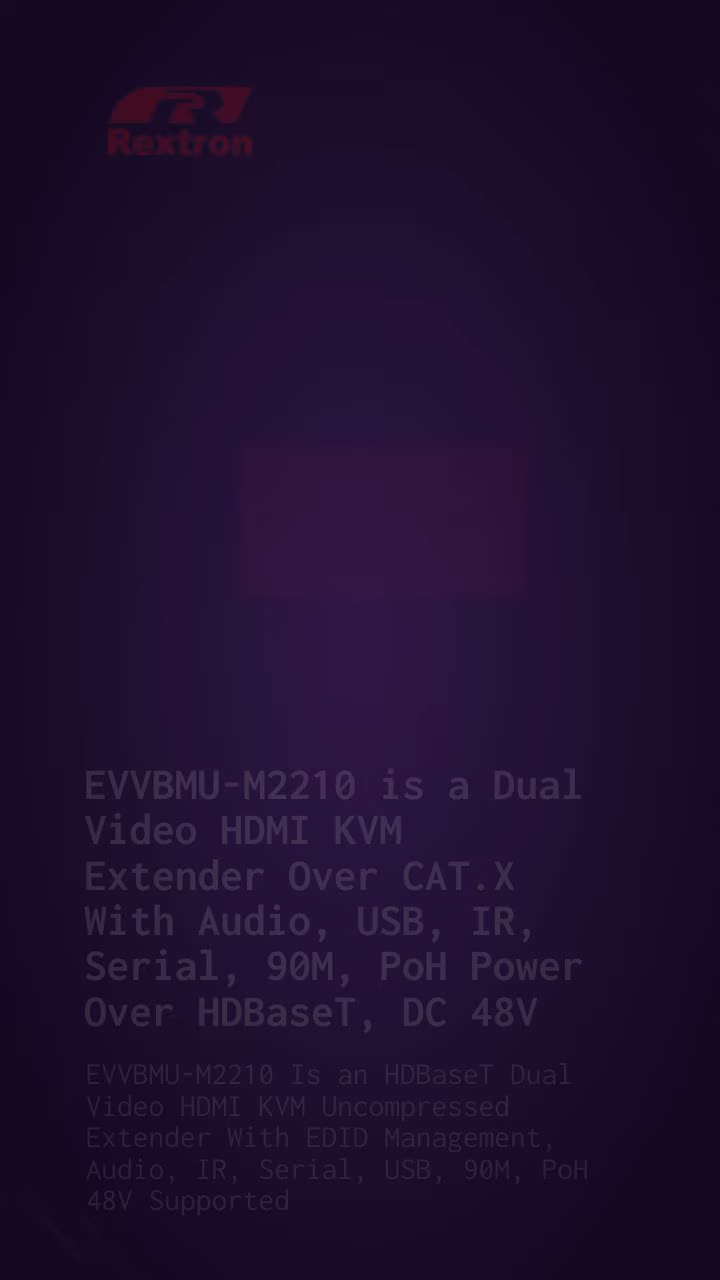 Rextron
EVVBMU-M2210 is a Dual
Video HDMI KVM
Extender Over CAT.X
With Audio, USB, IR,
Serial, 90M, PoH Power
Over HDBaseT, DC 48V
EVVBMU-M2210 Is an HDBaseT Dual
Video HDMI KVM Uncompressed
Extender With EDID Management,
Audio, IR, Serial, USB, 90M, PoH
48V Supported